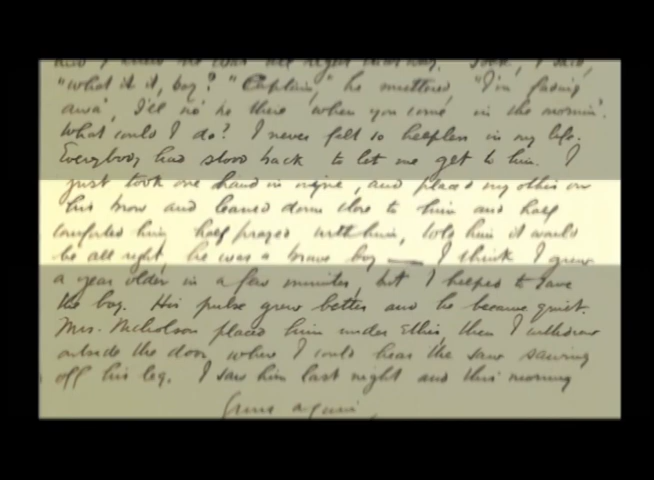 "What it it, boy?" "Captain," he muttered, "I'm fading
awa', I'll no' be there when you come in the mornin'.
What could I do? I never felt so helpless in my life.
Everybody had stood back to let me get to him. I
just took one hand in mine, and placed my other on
his brow and leaned down close to him and half
comforted him half prayed with him, told him it would
be all right, he was a brave boy — I think I grew
a year older in a few minutes, but I helped to save
the boy. His pulse grew better and he became quiet.
Mrs. Nicholson placed him under Ether, then I withdrew
outside the door, where I could hear the saw sawing
off his leg. I saw him last night and this morning